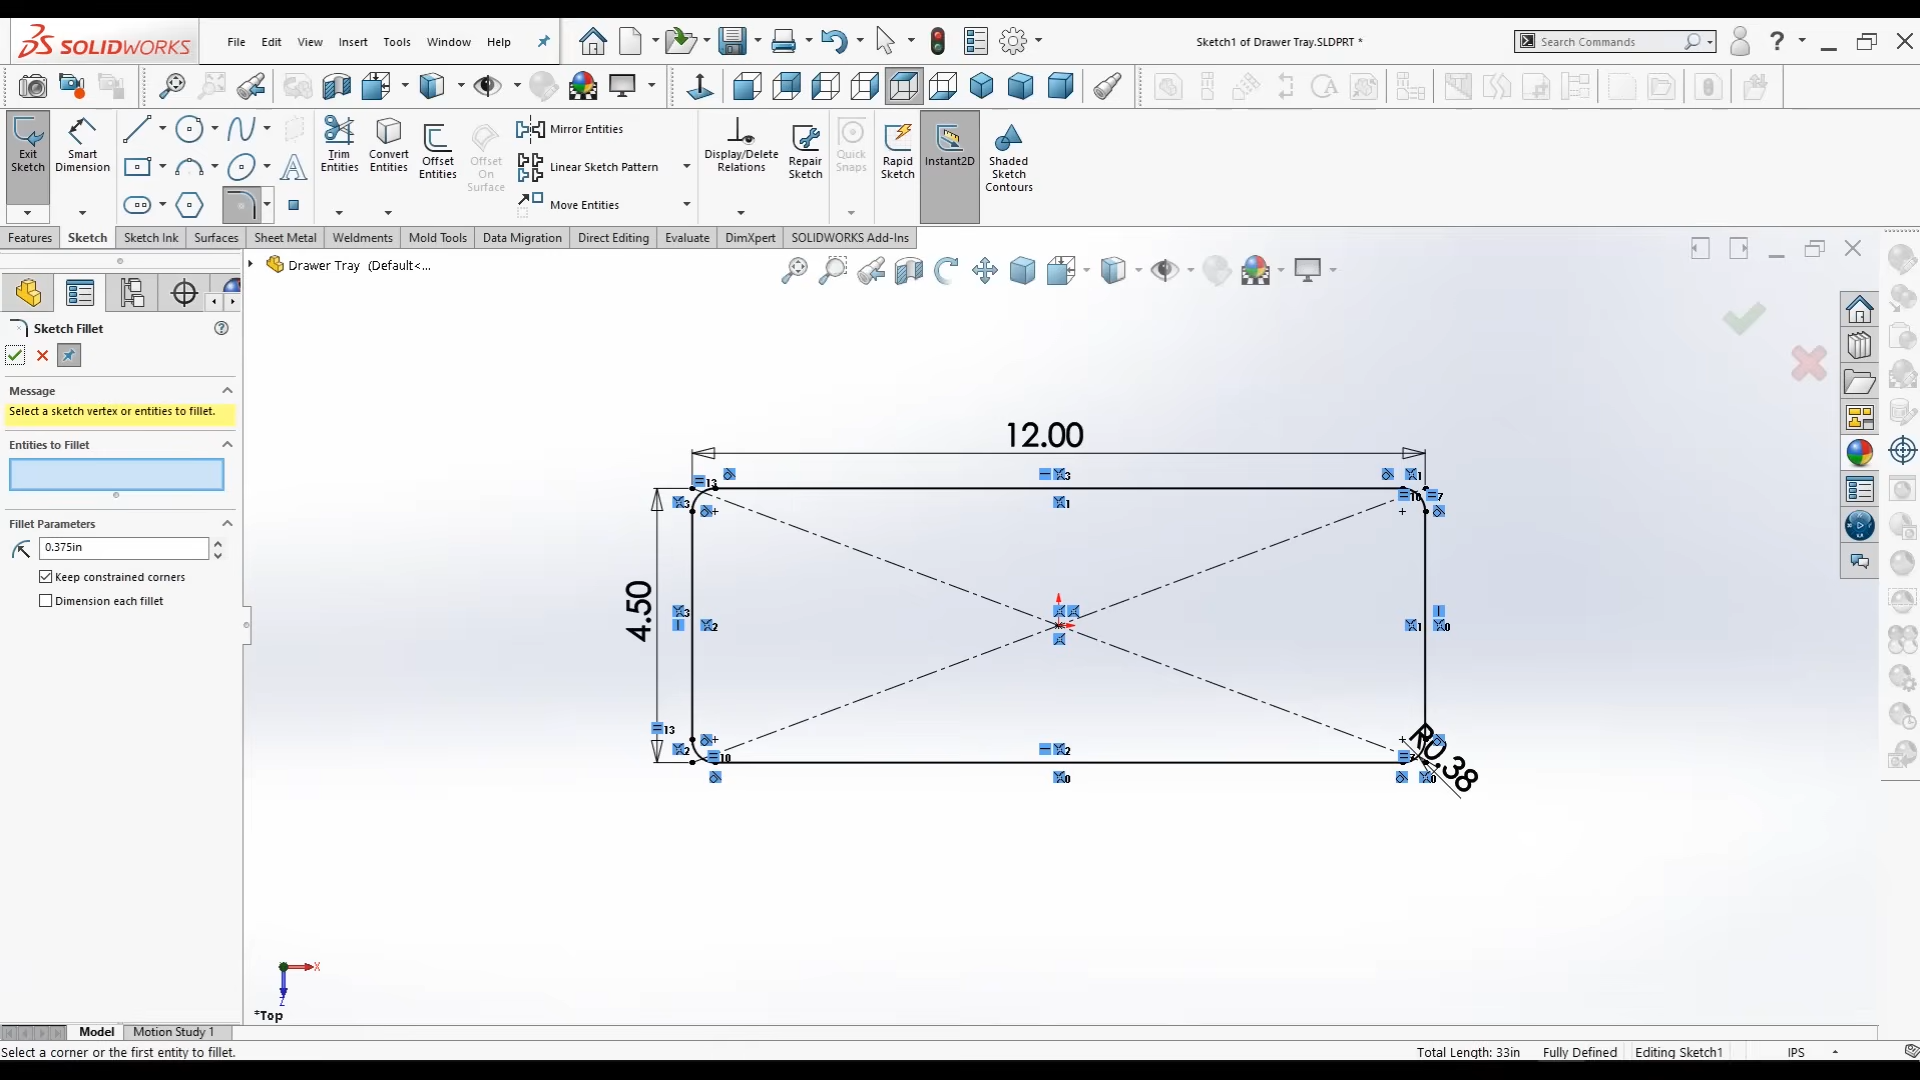 SOLIDWORKS
File Edit View Insert Tools Window Help
Sketch1 of Drawer Tray.SLDPRT *
Search Commands
Exit Sketch
Smart Dimension
Trim Entities
Convert Entities
Offset Entities
Offset On Surface
Mirror Entities
Linear Sketch Pattern
Move Entities
Display/Delete Relations
Repair Sketch
Quick Snaps
Rapid Sketch
Instant2D
Shaded Sketch Contours
Features Sketch Sketch Ink Surfaces Sheet Metal Weldments Mold Tools Data Migration Direct Editing Evaluate DimXpert SOLIDWORKS Add-Ins
Drawer Tray (Default<...
Sketch Fillet
Message
Select a sketch vertex or entities to fillet.
Entities to Fillet
Fillet Parameters
0.375in
Keep constrained corners
Dimension each fillet
12.00
4.50
R0.38
X
Z
*Top
Model Motion Study 1
Select a corner or the first entity to fillet.
Total Length: 33in Fully Defined Editing Sketch1 IPS